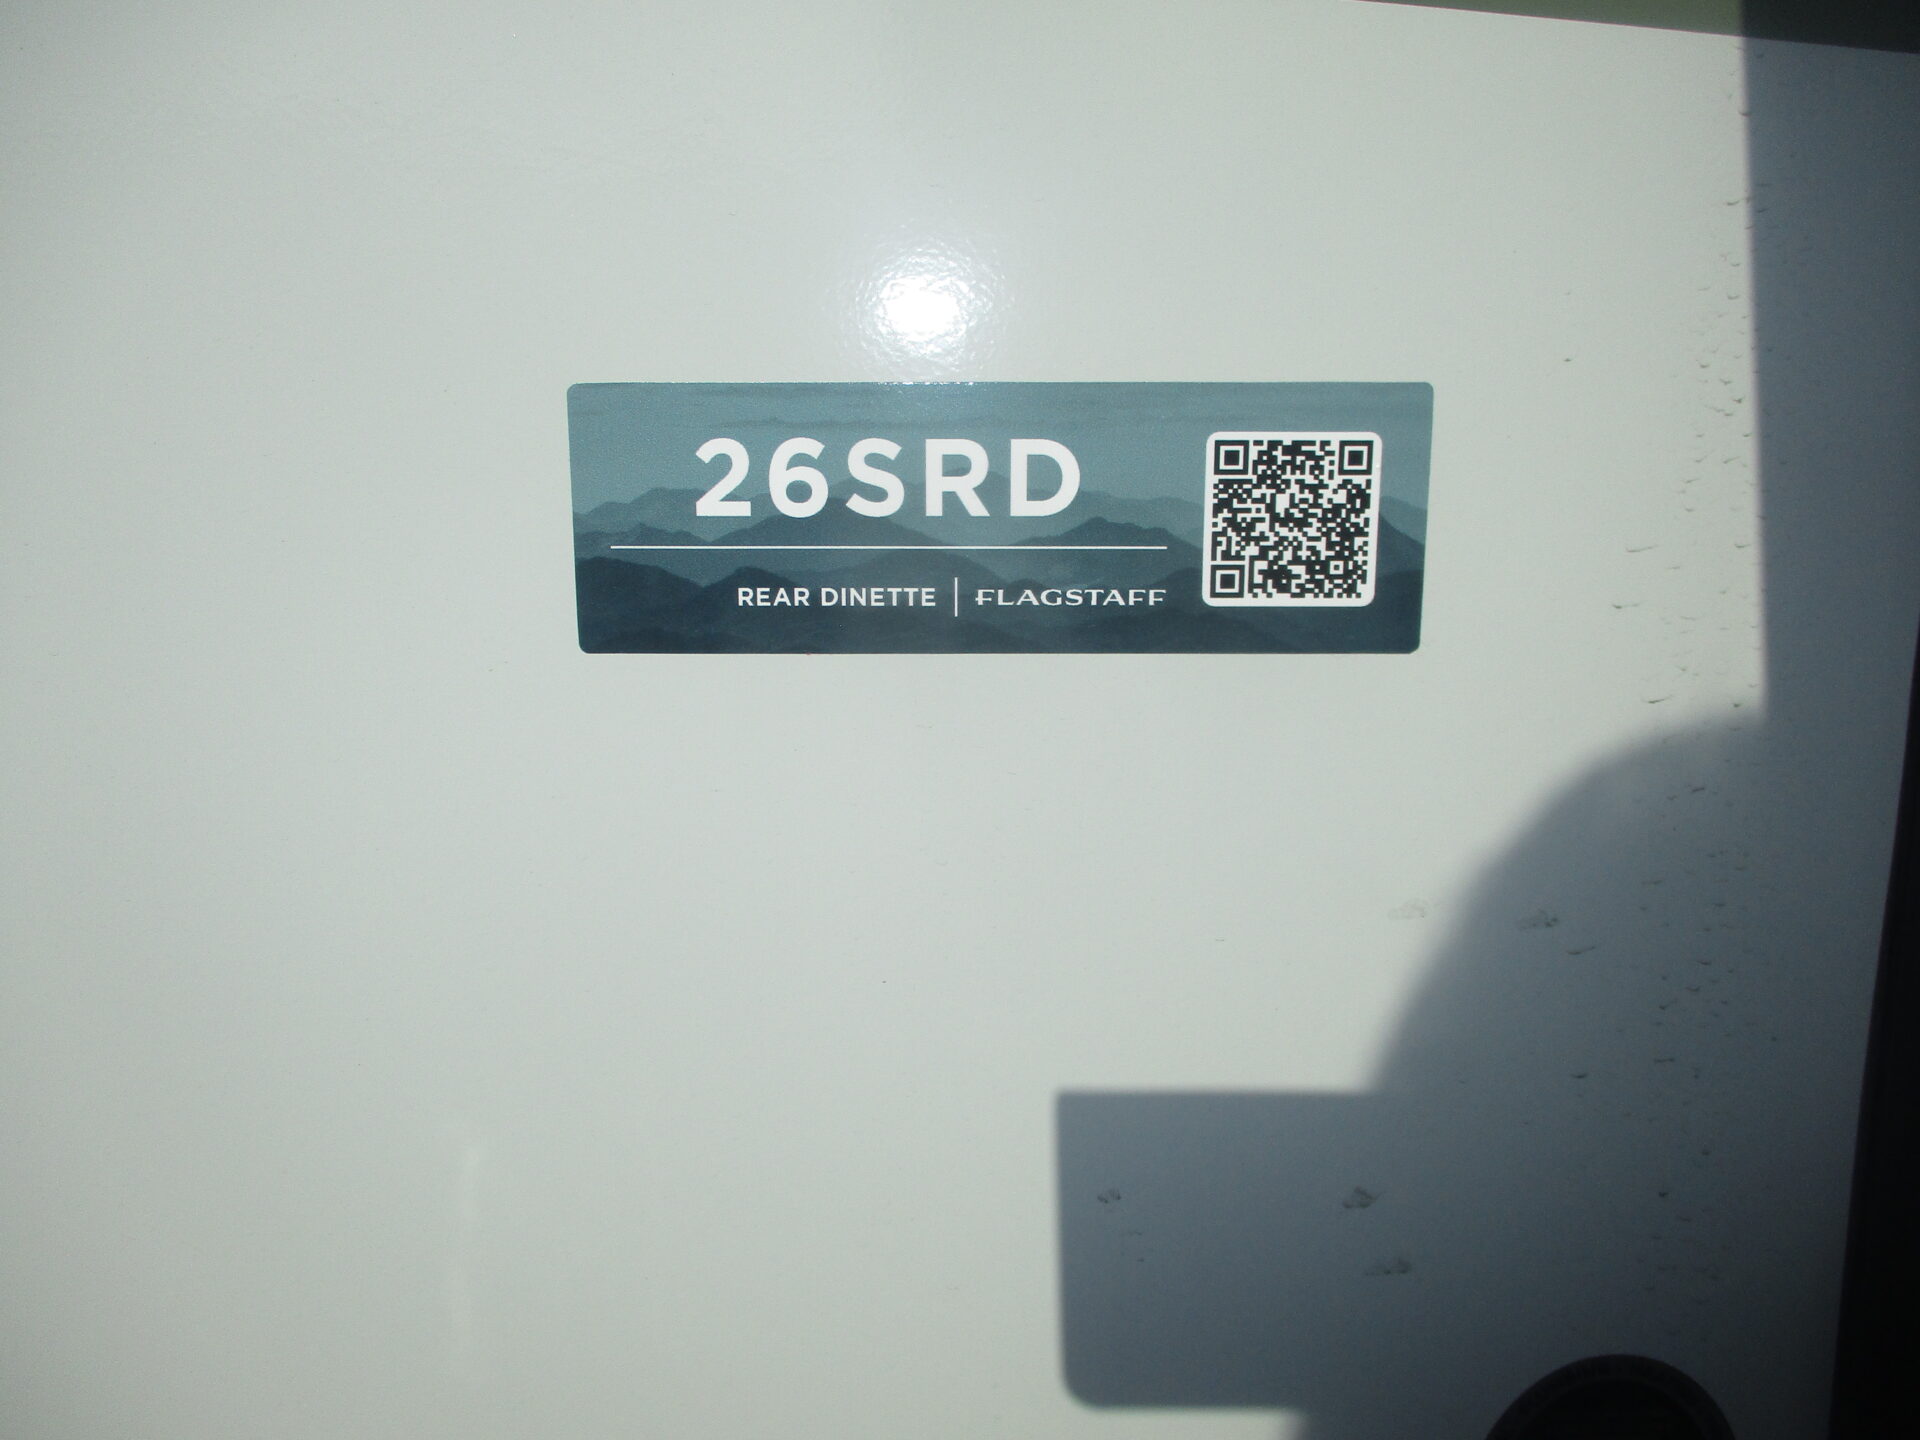 26SRD
REAR DINETTE | FLAGSTAFF